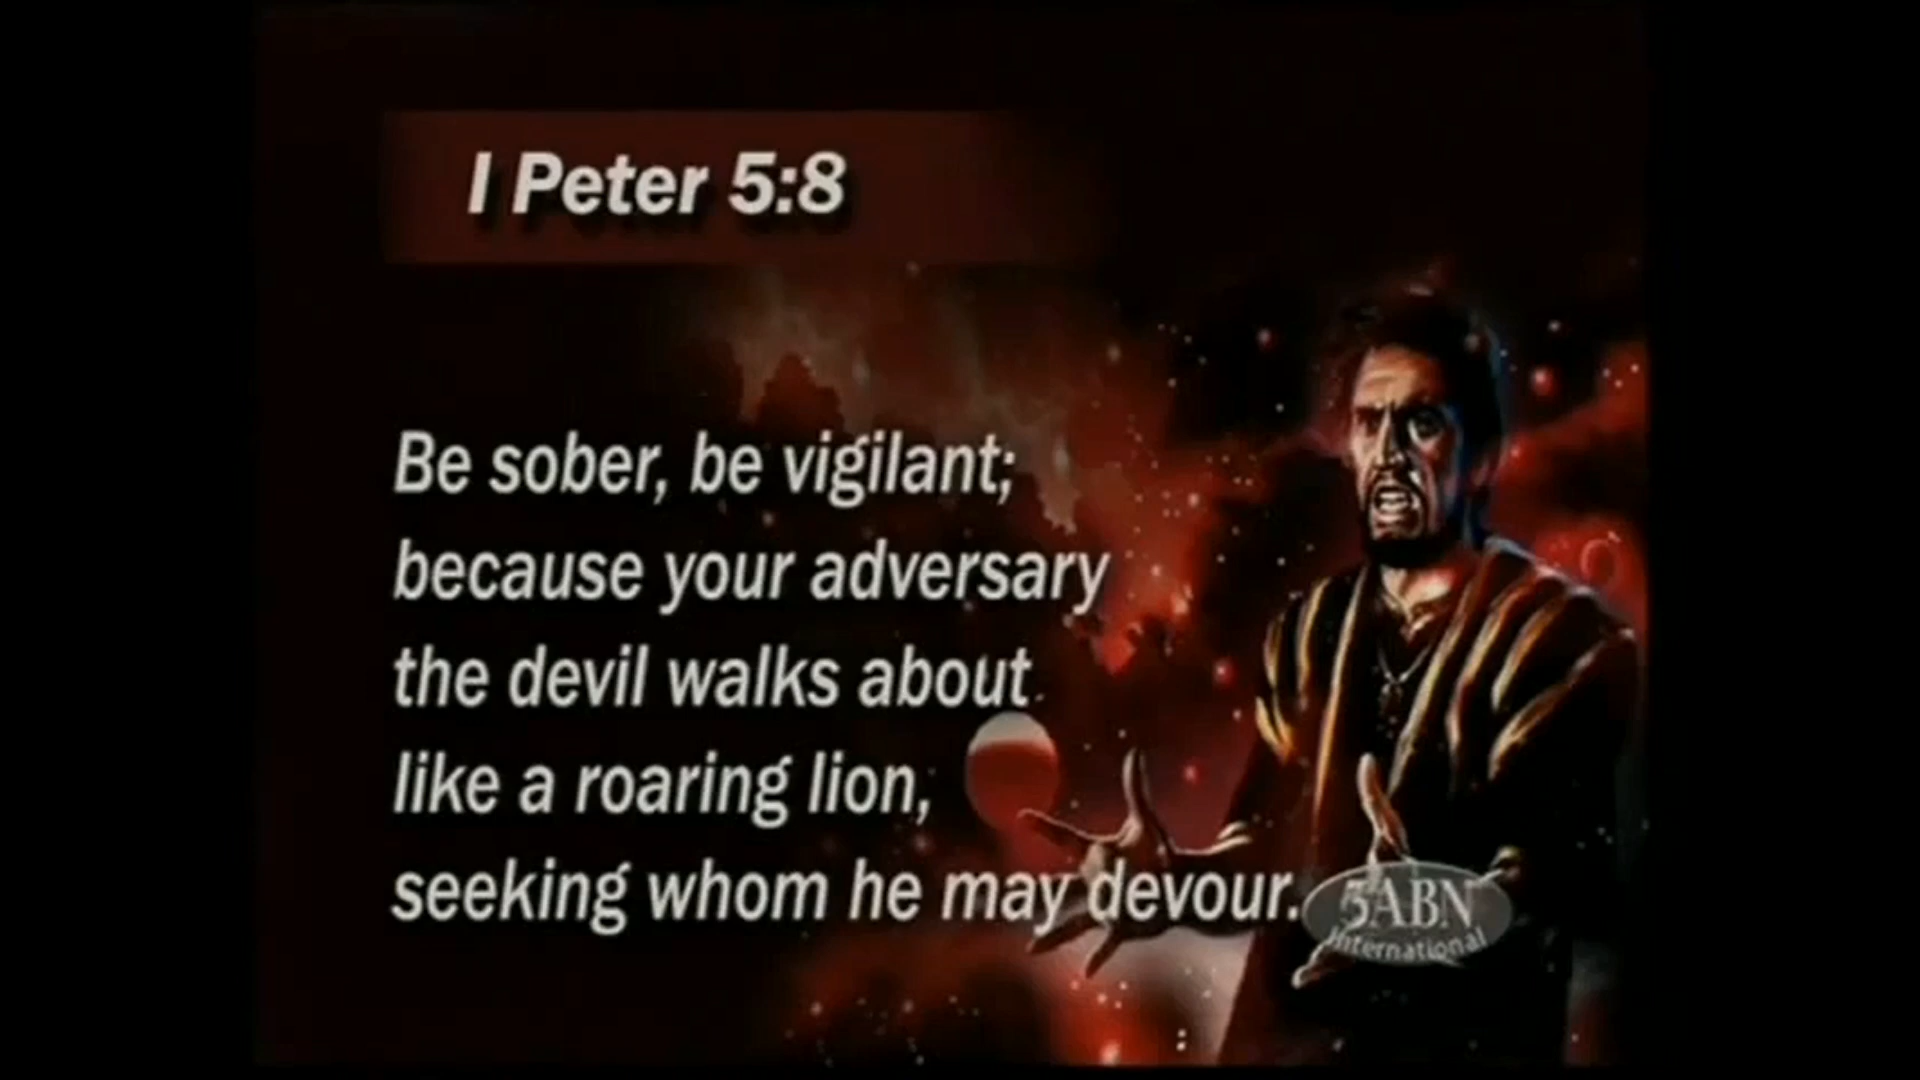 I Peter 5:8
Be sober, be vigilant;
because your adversary
the devil walks about
like a roaring lion,
seeking whom he may devour.
3ABN
International